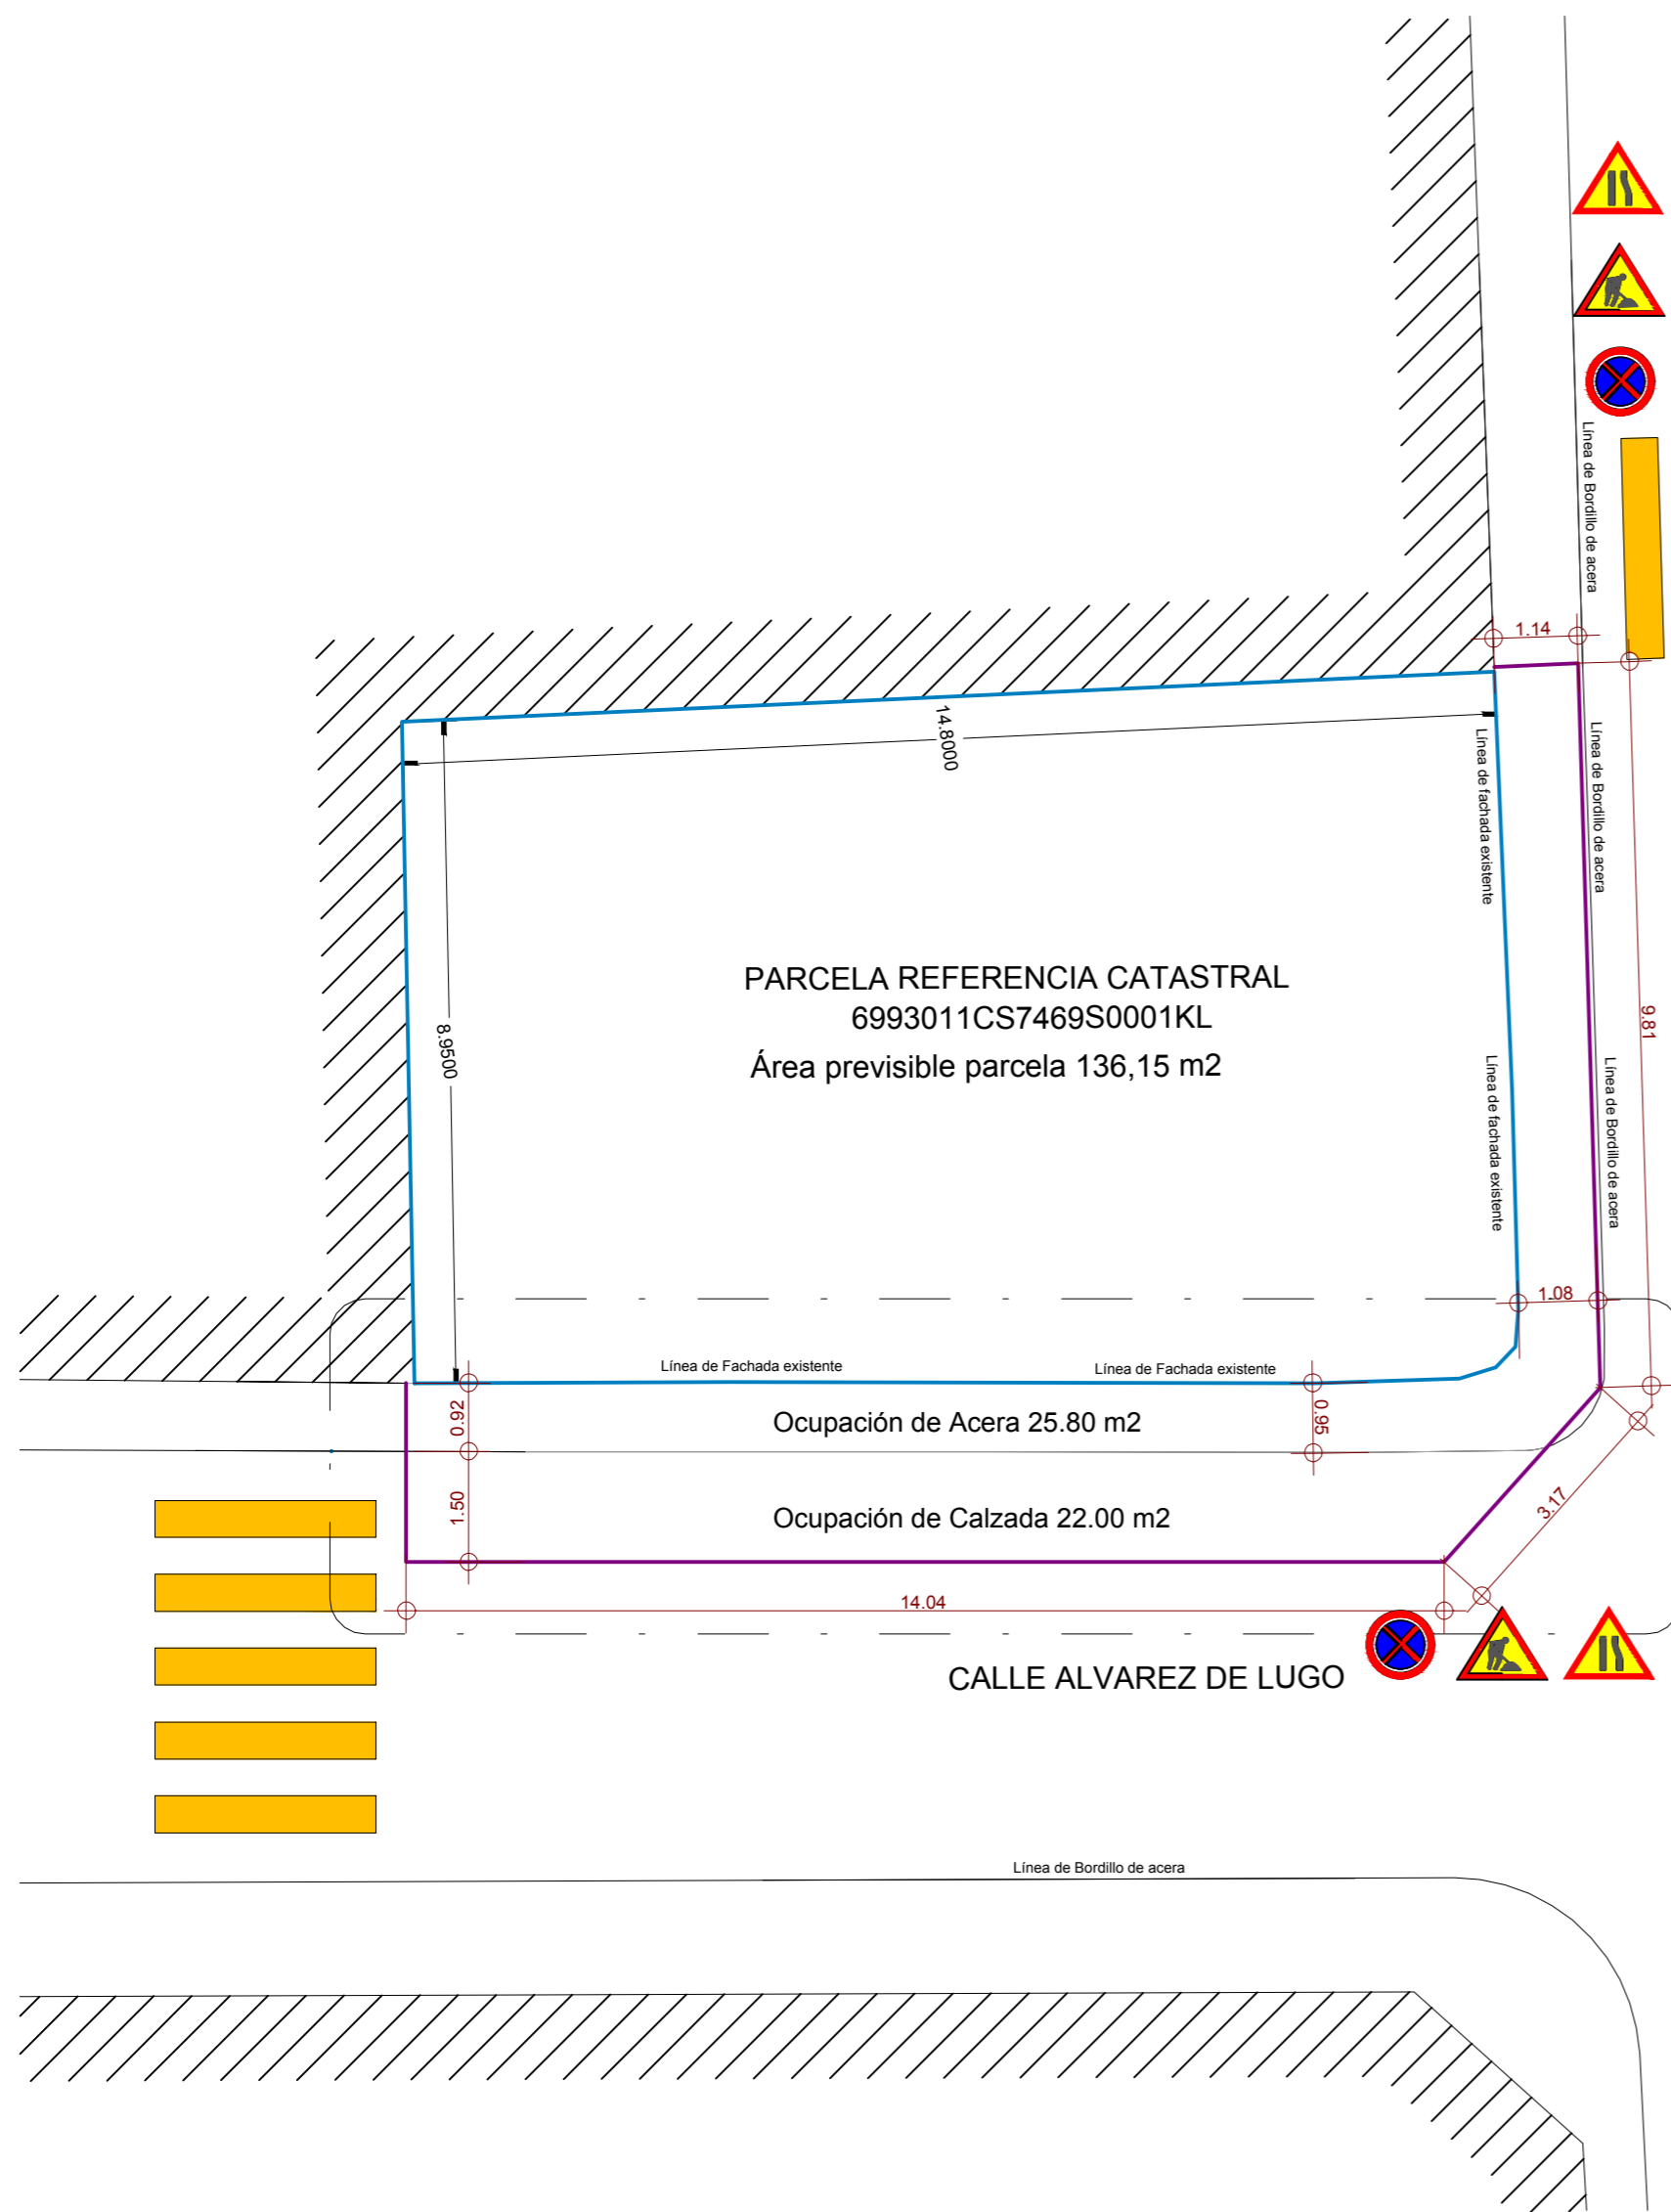 Línea de Bordillo de acera
1.14
14.8000
Línea de fachada existente
Línea de Bordillo de acera
PARCELA REFERENCIA CATASTRAL
6993011CS7469S0001KL
Área previsible parcela 136,15 m2
8.9500
9.81
Línea de fachada existente
Línea de Bordillo de acera
1.08
Línea de Fachada existente
Línea de Fachada existente
0.92
Ocupación de Acera 25.80 m2
0.95
1.50
Ocupación de Calzada 22.00 m2
3.17
14.04
CALLE ALVAREZ DE LUGO
Línea de Bordillo de acera